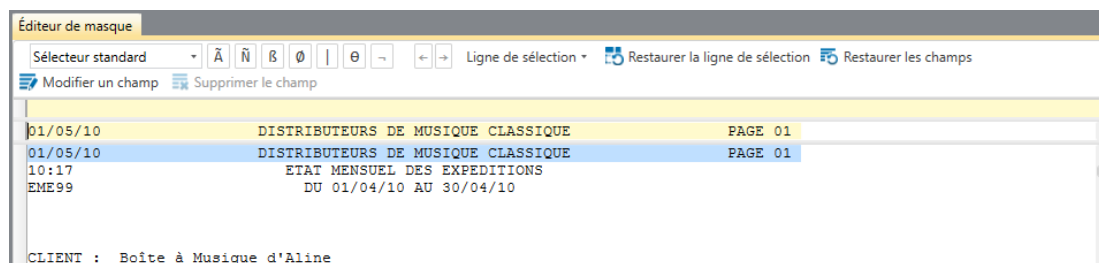 Éditeur de masque
Sélecteur standard Ã Ñ ß Ø | Ɵ ¬ ← → Ligne de sélection Restaurer la ligne de sélection Restaurer les champs
Modifier un champ Supprimer le champ
01/05/10 DISTRIBUTEURS DE MUSIQUE CLASSIQUE PAGE 01
01/05/10 DISTRIBUTEURS DE MUSIQUE CLASSIQUE PAGE 01
10:17 ETAT MENSUEL DES EXPEDITIONS
EME99 DU 01/04/10 AU 30/04/10
CLIENT : Boîte à Musique d'Aline